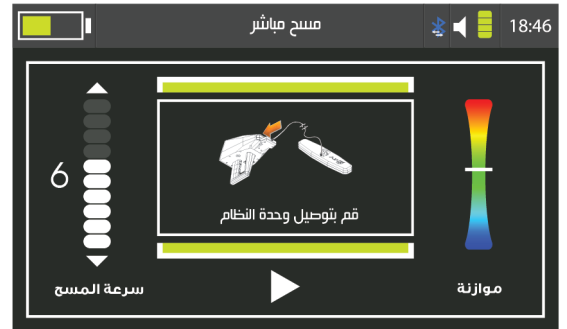 مسح مباشر
18:46
6
قم بتوصيل وحدة النظام
سرعة المسح
موازنة